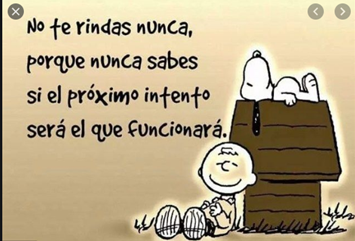 No te rindas nunca,
porque nunca sabes
si el próximo intento
será el que funcionará.